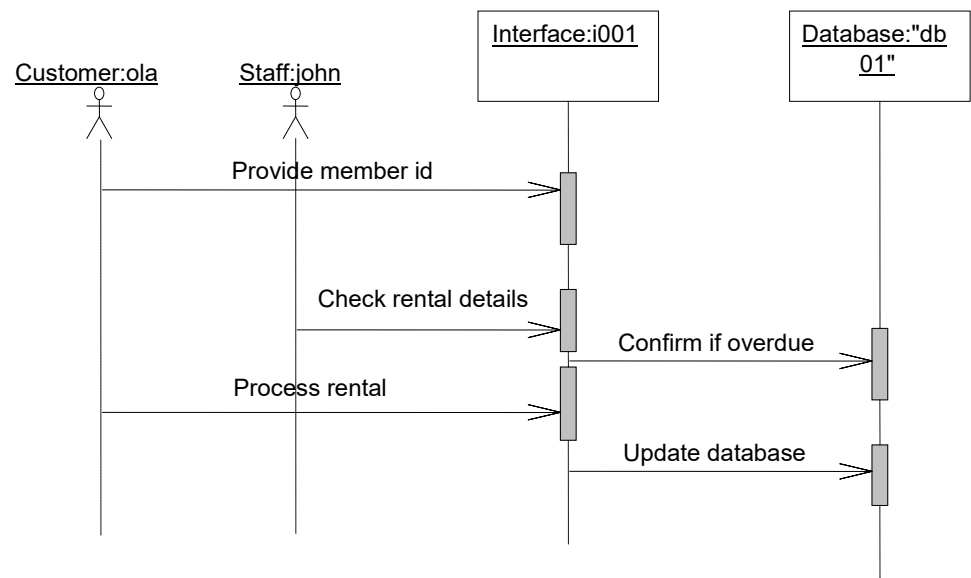 Interface:i001
Database:"db
01"
Customer:ola
Staff:john
Provide member id
Check rental details
Confirm if overdue
Process rental
Update database